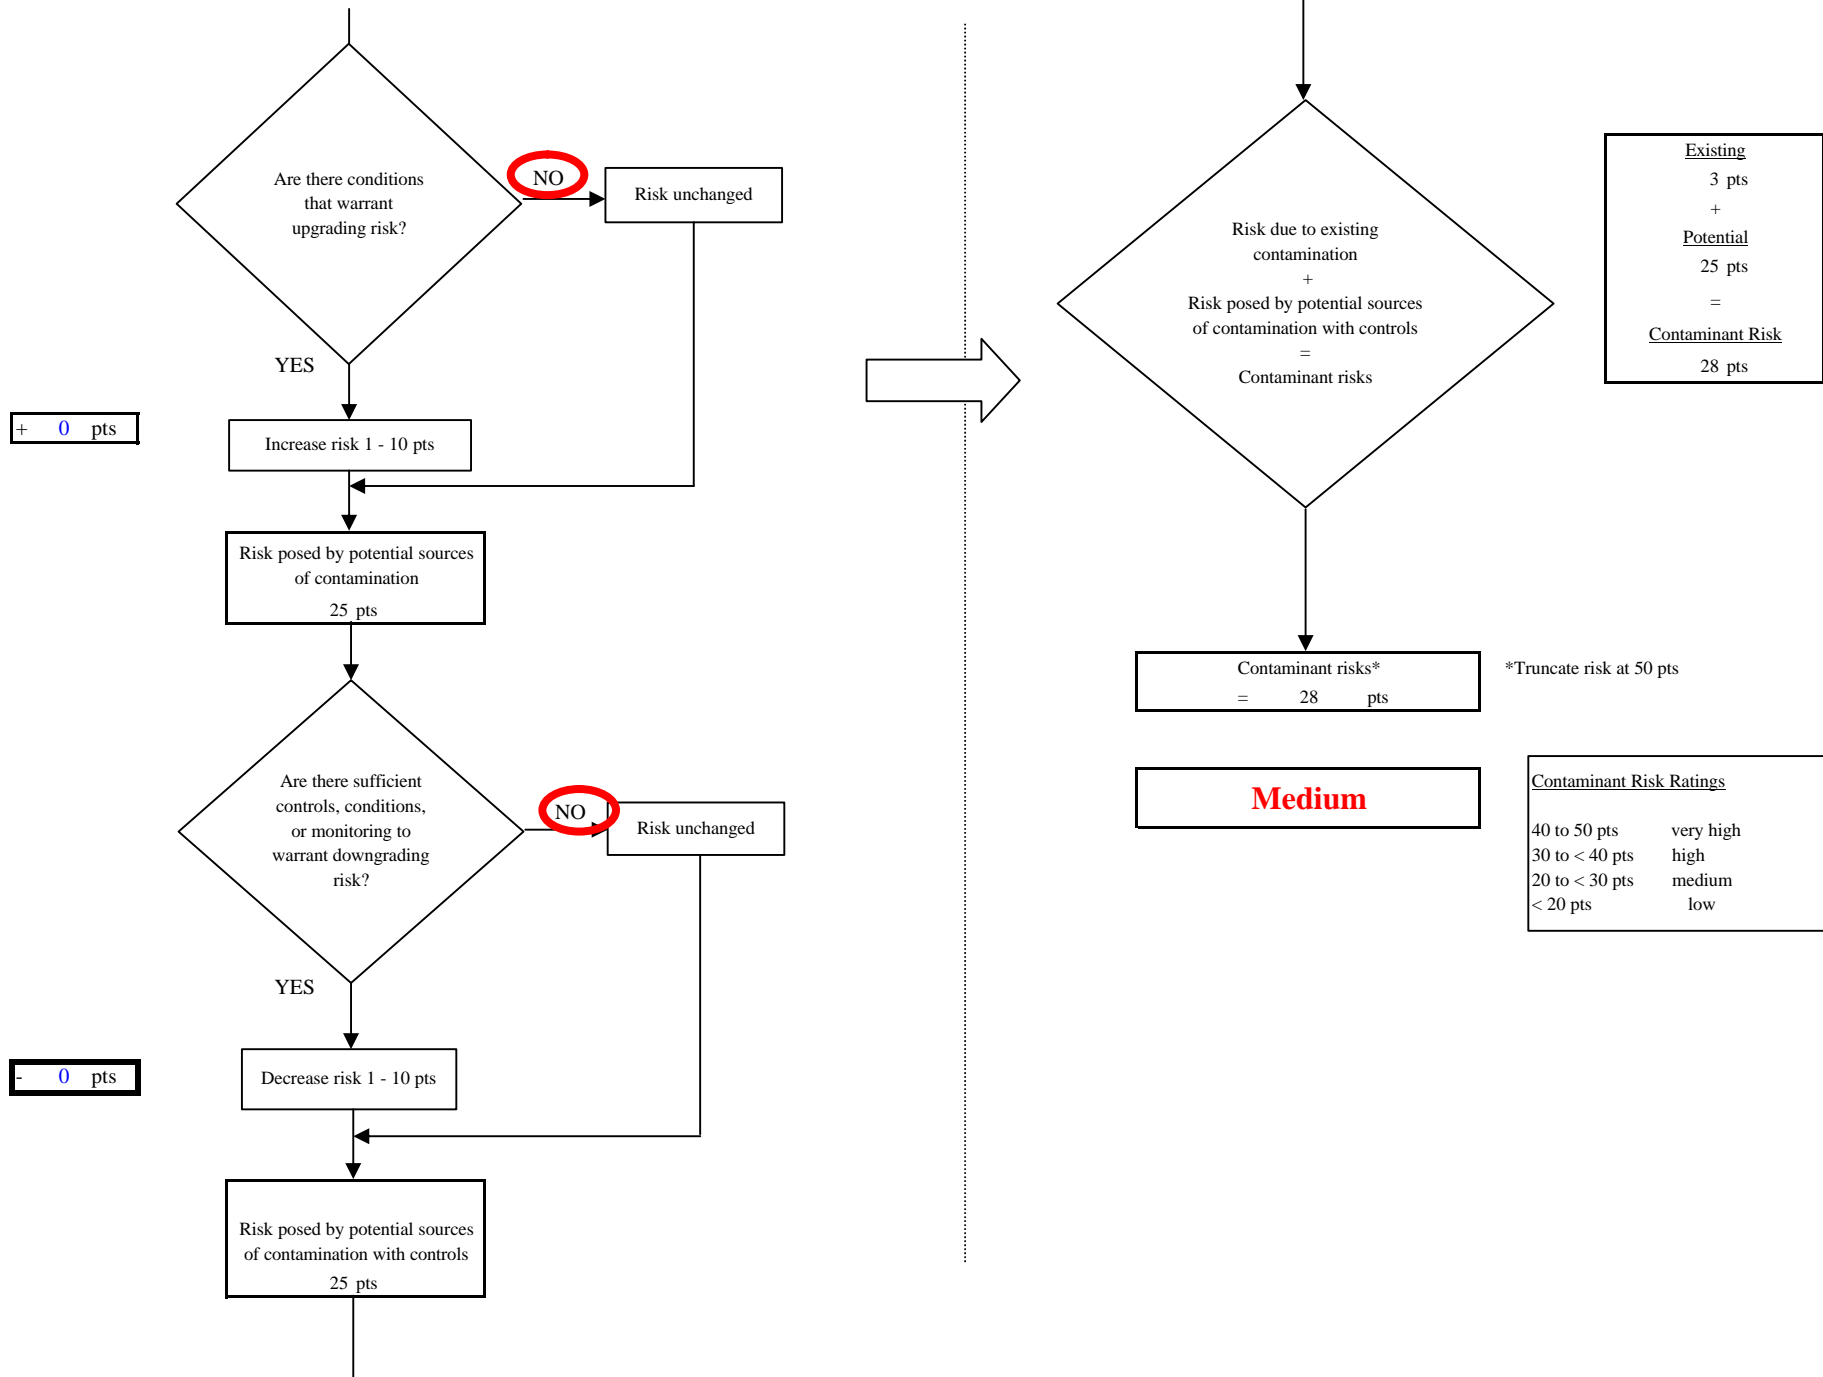 Are there conditions
that warrant
upgrading risk?
NO
Risk unchanged
YES
+ 0 pts
Increase risk 1 - 10 pts
Risk posed by potential sources
of contamination
25 pts
Are there sufficient
controls, conditions,
or monitoring to
warrant downgrading
risk?
NO
Risk unchanged
YES
- 0 pts
Decrease risk 1 - 10 pts
Risk posed by potential sources
of contamination with controls
25 pts
Risk due to existing
contamination
+
Risk posed by potential sources
of contamination with controls
=
Contaminant risks
Existing
3 pts
+
Potential
25 pts
=
Contaminant Risk
28 pts
Contaminant risks*
= 28 pts
*Truncate risk at 50 pts
Medium
Contaminant Risk Ratings
40 to 50 pts very high
30 to < 40 pts high
20 to < 30 pts medium
< 20 pts low